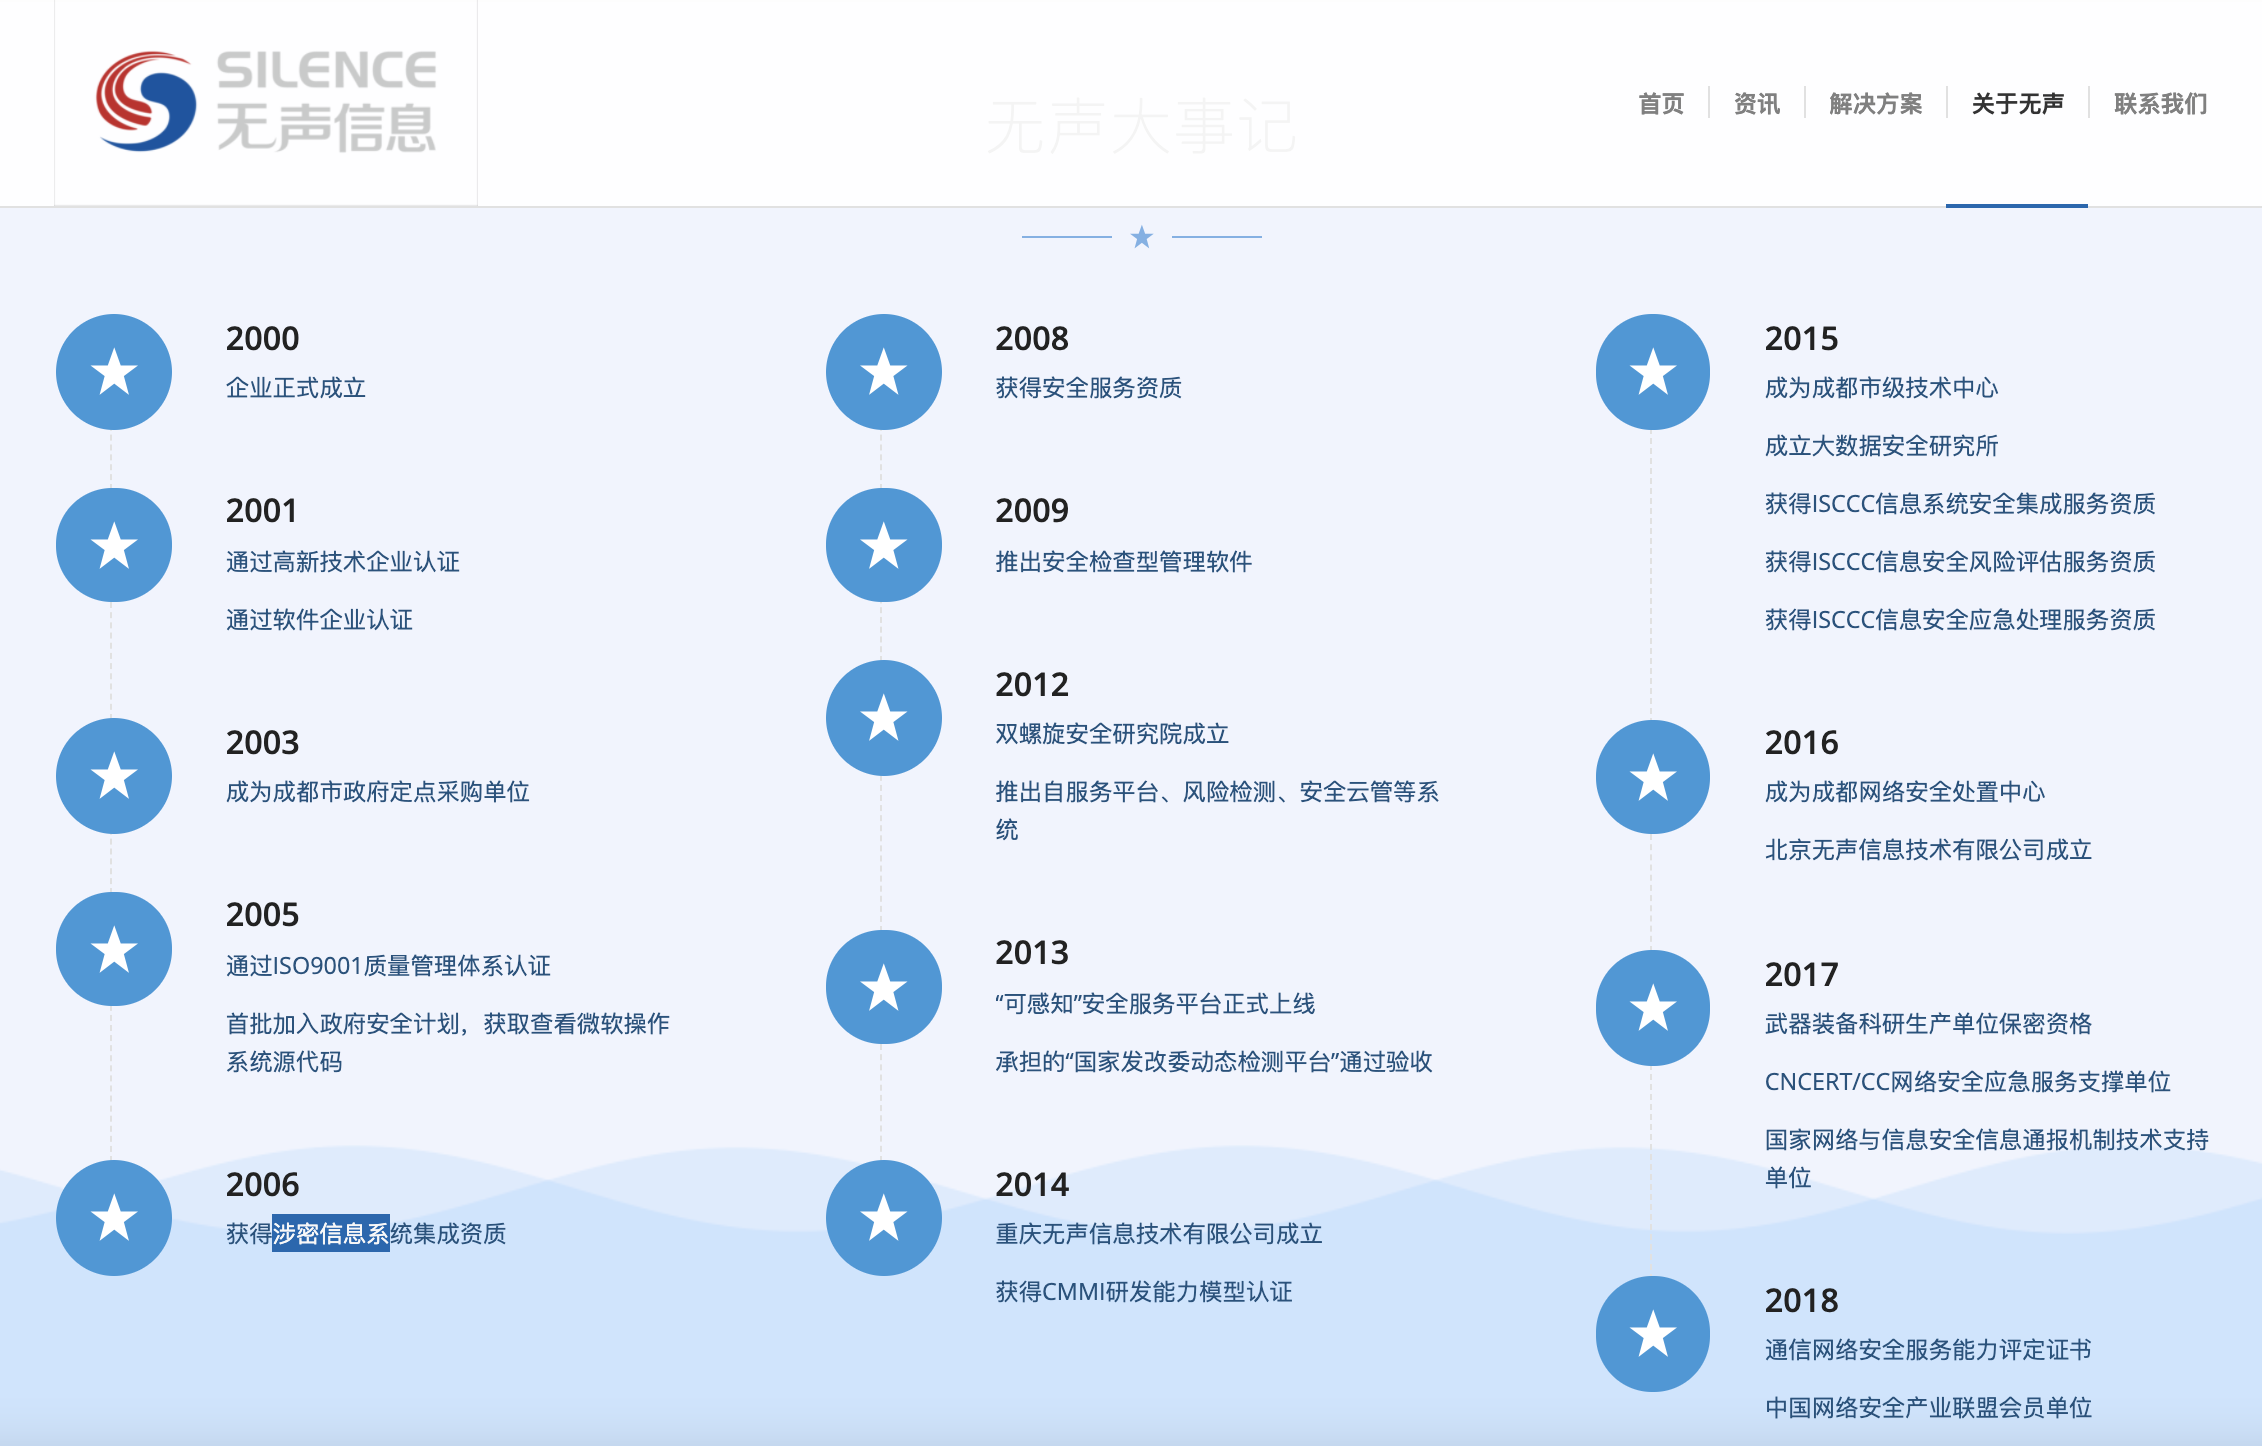 SILENCE
无声信息
无声大事记
首页
资讯
解决方案
关于无声
联系我们
2000
企业正式成立
2001
通过高新技术企业认证
通过软件企业认证
2003
成为成都市政府定点采购单位
2005
通过ISO9001质量管理体系认证
首批加入政府安全计划，获取查看微软操作
系统源代码
2006
获得涉密信息系统集成资质
2008
获得安全服务资质
2009
推出安全检查型管理软件
2012
双螺旋安全研究院成立
推出自服务平台、风险检测、安全云管等系
统
2013
“可感知”安全服务平台正式上线
承担的“国家发改委动态检测平台”通过验收
2014
重庆无声信息技术有限公司成立
获得CMMI研发能力模型认证
2015
成为成都市级技术中心
成立大数据安全研究所
获得ISCCC信息系统安全集成服务资质
获得ISCCC信息安全风险评估服务资质
获得ISCCC信息安全应急处理服务资质
2016
成为成都网络安全处置中心
北京无声信息技术有限公司成立
2017
武器装备科研生产单位保密资格
CNCERT/CC网络安全应急服务支撑单位
国家网络与信息安全信息通报机制技术支持
单位
2018
通信网络安全服务能力评定证书
中国网络安全产业联盟会员单位